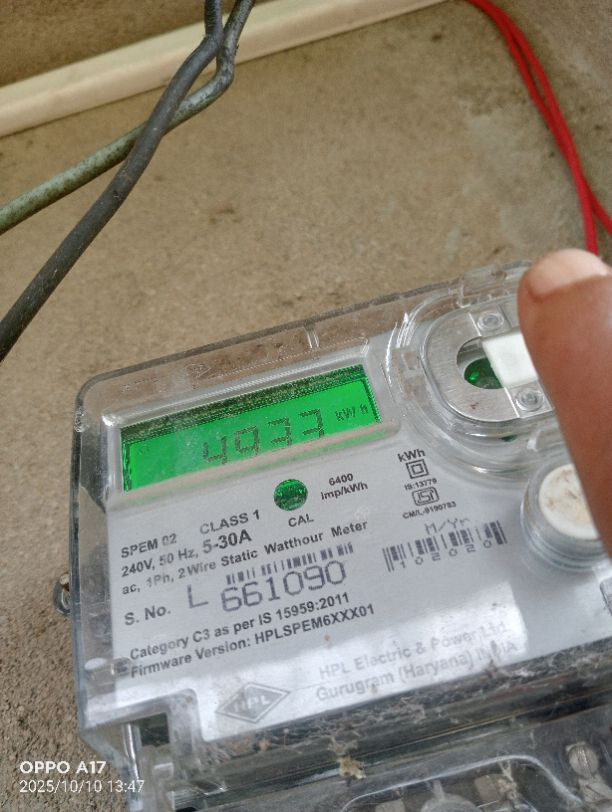 4933 kWh
6400
Imp/kWh
CAL
kWh
IS:13779
CM/L-9190793
SPEM 02 CLASS 1
240V, 50 Hz, 5-30A
ac, 1Ph, 2Wire Static Watthour Meter
M/Yr
102020
S. No. L 661090
Category C3 as per IS 15959:2011
Firmware Version: HPLSPEM6XXX01
HPL
HPL Electric & Power Ltd.
Gurugram (Haryana) INDIA
OPPO A17
2025/10/10 13:47